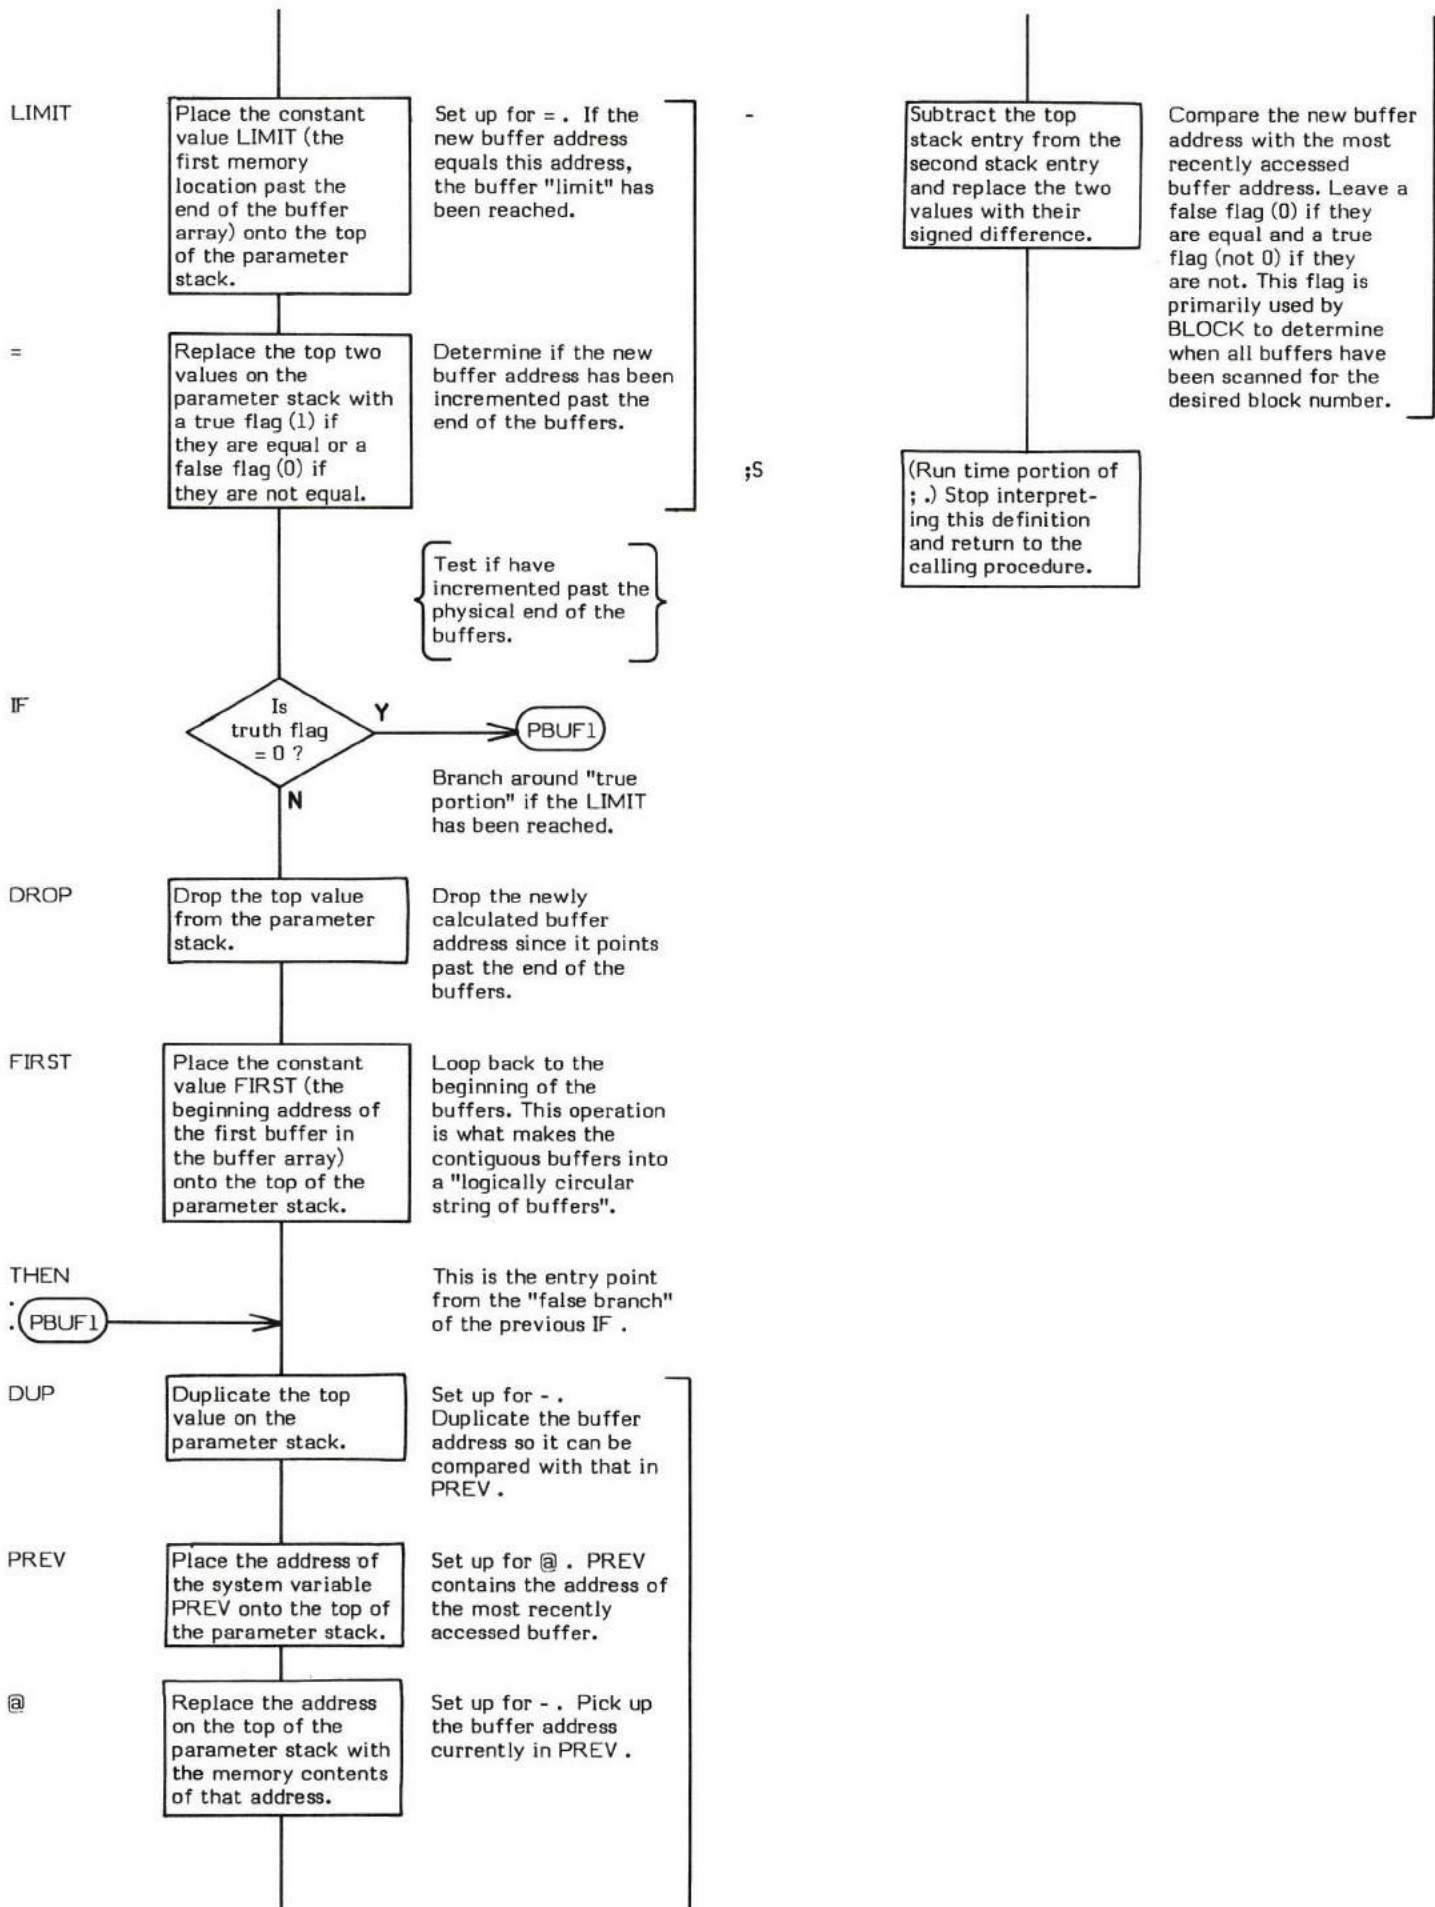 LIMIT
Place the constant
value LIMIT (the
first memory
location past the
end of the buffer
array) onto the top
of the parameter
stack.
Set up for = . If the
new buffer address
equals this address,
the buffer "limit" has
been reached.
=
Replace the top two
values on the
parameter stack with
a true flag (1) if
they are equal or a
false flag (0) if
they are not equal.
Determine if the new
buffer address has been
incremented past the
end of the buffers.
Test if have
incremented past the
physical end of the
buffers.
IF
Is
truth flag
= 0 ?
Y
PBUF1
N
Branch around "true
portion" if the LIMIT
has been reached.
DROP
Drop the top value
from the parameter
stack.
Drop the newly
calculated buffer
address since it points
past the end of the
buffers.
FIRST
Place the constant
value FIRST (the
beginning address of
the first buffer in
the buffer array)
onto the top of the
parameter stack.
Loop back to the
beginning of the
buffers. This operation
is what makes the
contiguous buffers into
a "logically circular
string of buffers".
THEN
: PBUF1
This is the entry point
from the "false branch"
of the previous IF .
DUP
Duplicate the top
value on the
parameter stack.
Set up for - .
Duplicate the buffer
address so it can be
compared with that in
PREV .
PREV
Place the address of
the system variable
PREV onto the top of
the parameter stack.
Set up for @ . PREV
contains the address of
the most recently
accessed buffer.
@
Replace the address
on the top of the
parameter stack with
the memory contents
of that address.
Set up for - . Pick up
the buffer address
currently in PREV .
-
Subtract the top
stack entry from the
second stack entry
and replace the two
values with their
signed difference.
Compare the new buffer
address with the most
recently accessed
buffer address. Leave a
false flag (0) if they
are equal and a true
flag (not 0) if they
are not. This flag is
primarily used by
BLOCK to determine
when all buffers have
been scanned for the
desired block number.
;S
(Run time portion of
; .) Stop interpret-
ing this definition
and return to the
calling procedure.